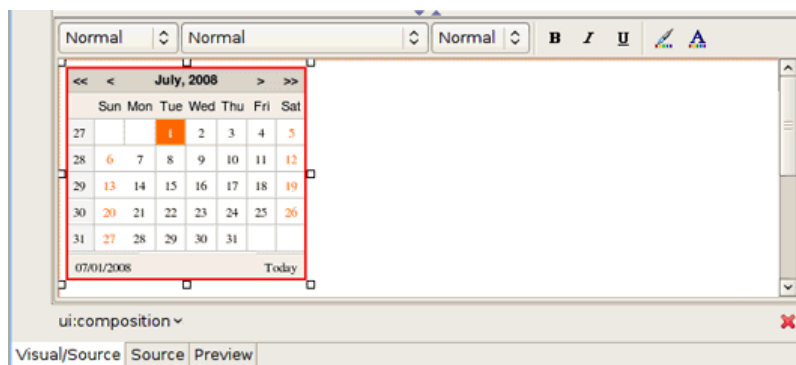 Normal Normal Normal B I U A
<< < July, 2008 > >>
Sun Mon Tue Wed Thu Fri Sat
27 1 2 3 4 5
28 6 7 8 9 10 11 12
29 13 14 15 16 17 18 19
30 20 21 22 23 24 25 26
31 27 28 29 30 31
07/01/2008 Today
ui:composition
Visual/Source Source Preview